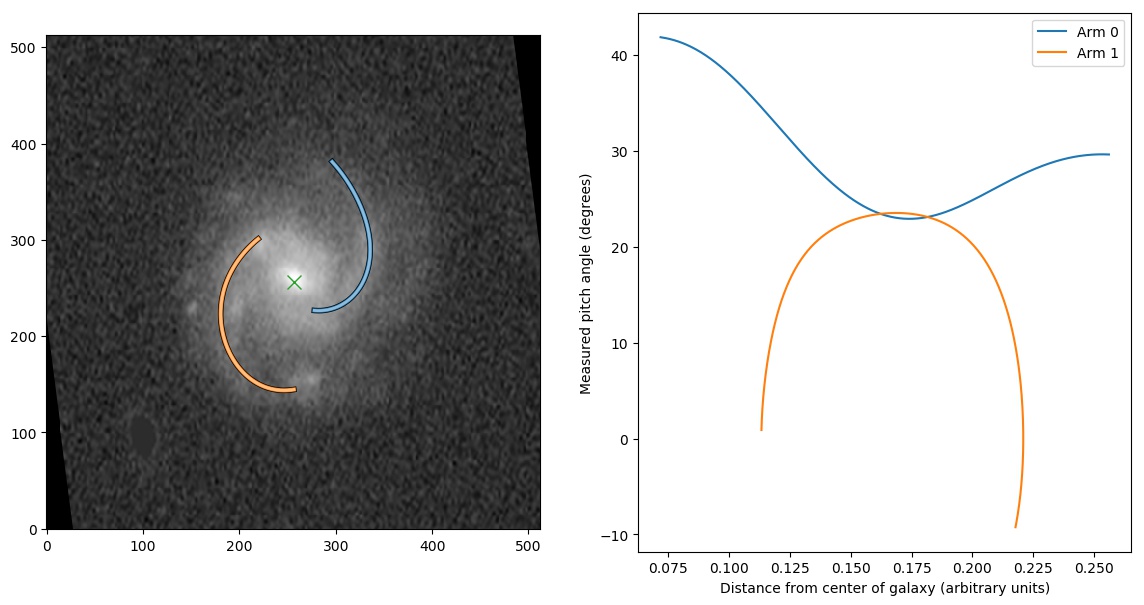 500
400
300
200
100
0
0 100 200 300 400 500
Arm 0
Arm 1
Measured pitch angle (degrees)
40
30
20
10
0
−10
0.075 0.100 0.125 0.150 0.175 0.200 0.225 0.250
Distance from center of galaxy (arbitrary units)